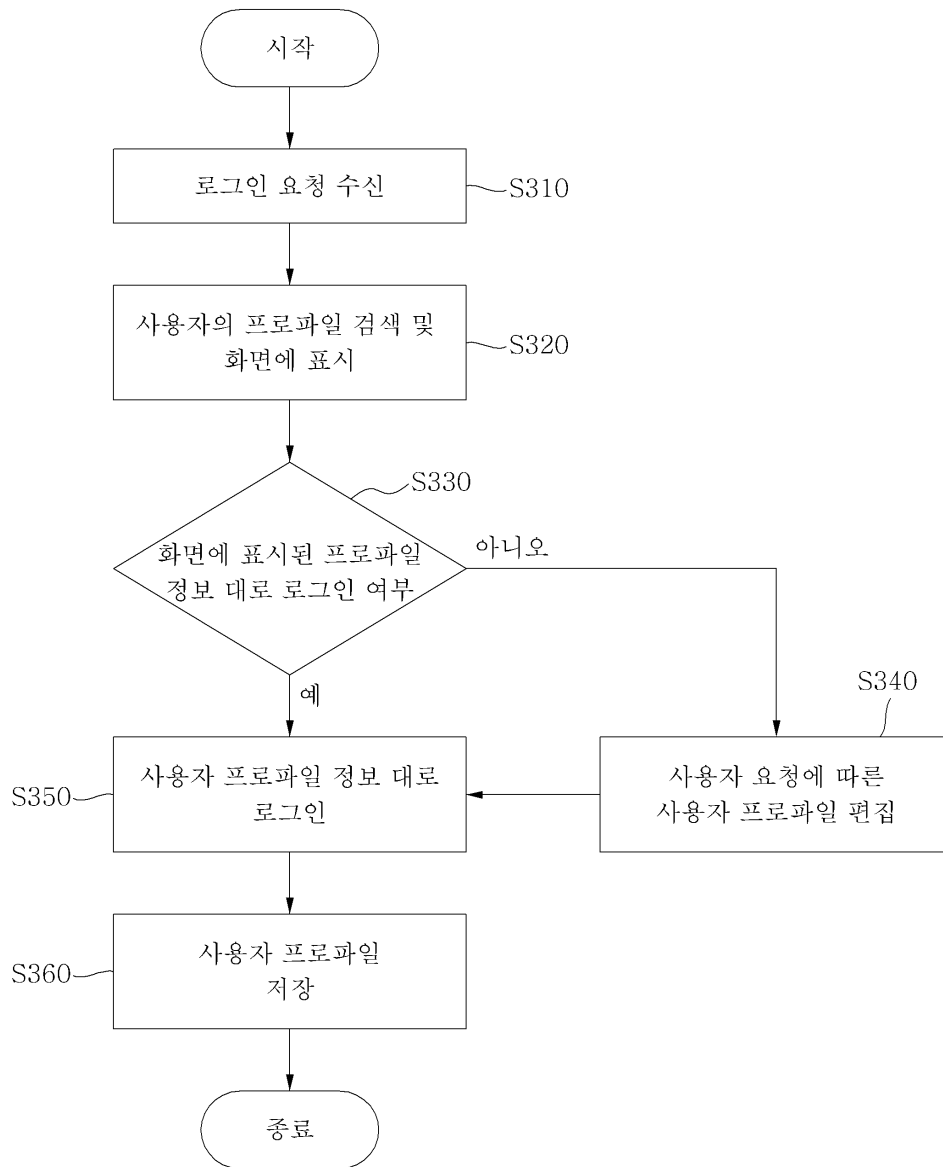 시작
로그인 요청 수신
S310
사용자의 프로파일 검색 및
화면에 표시
S320
S330
화면에 표시된 프로파일
정보 대로 로그인 여부
아니오
예
S340
사용자 요청에 따른
사용자 프로파일 편집
S350
사용자 프로파일 정보 대로
로그인
S360
사용자 프로파일
저장
종료